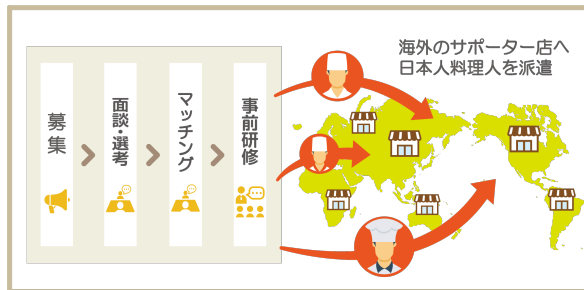 募集
面談・選考
マッチング
事前研修
海外のサポーター店へ
日本人料理人を派遣